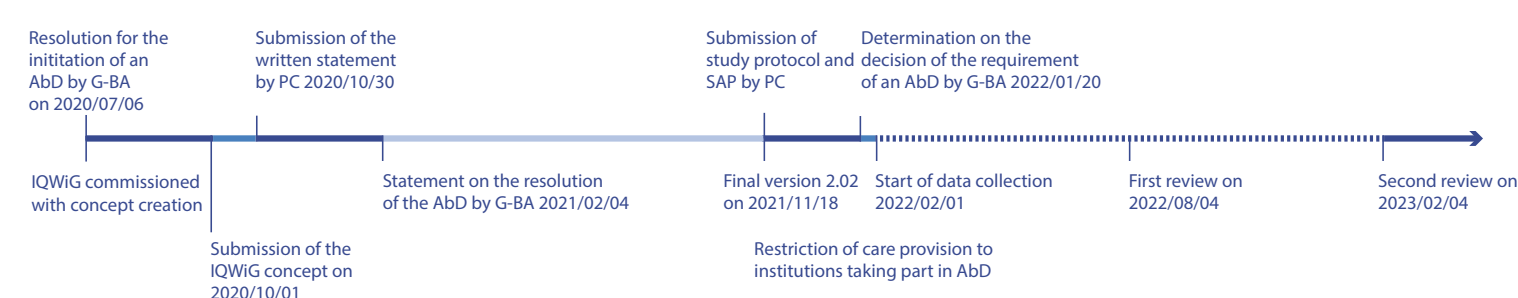 Resolution for the
inititation of an
AbD by G-BA
on 2020/07/06
Submission of the
written statement
by PC 2020/10/30
Submission of
study protocol and
SAP by PC
Determination on the
decision of the requirement
of an AbD by G-BA 2022/01/20
IQWiG commissioned
with concept creation
Submission of the
IQWiG concept on
2020/10/01
Statement on the resolution
of the AbD by G-BA 2021/02/04
Final version 2.02
on 2021/11/18
Start of data collection
2022/02/01
Restriction of care provision to
institutions taking part in AbD
First review on
2022/08/04
Second review on
2023/02/04